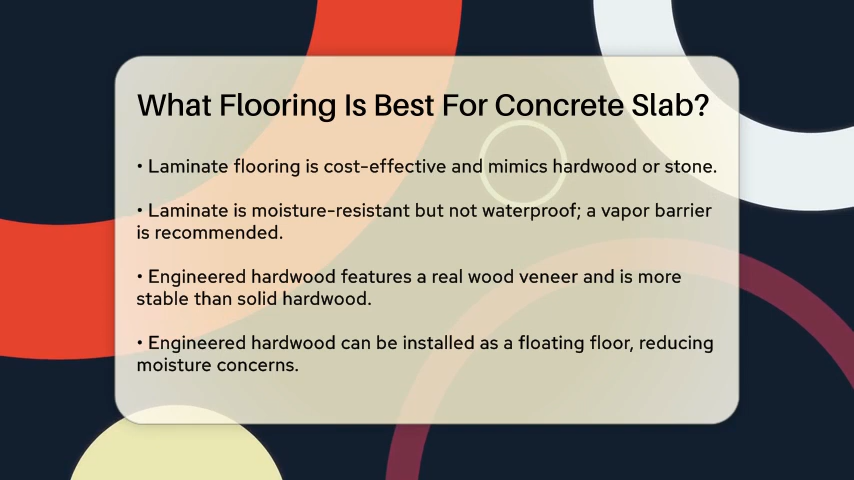 What Flooring Is Best For Concrete Slab?
• Laminate flooring is cost-effective and mimics hardwood or stone.
• Laminate is moisture-resistant but not waterproof; a vapor barrier
is recommended.
• Engineered hardwood features a real wood veneer and is more
stable than solid hardwood.
• Engineered hardwood can be installed as a floating floor, reducing
moisture concerns.